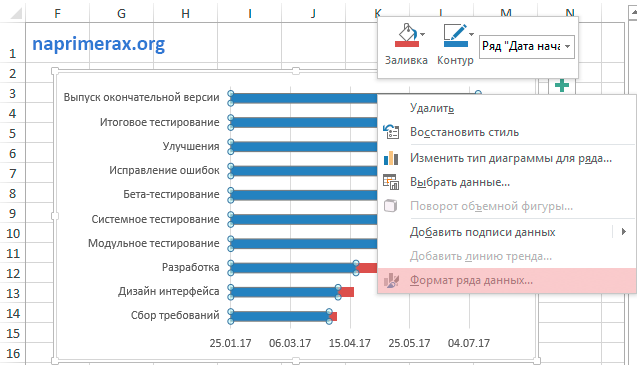 F G H I J K L M N
1
naprimerax.org
Заливка Контур Ряд "Дата нача
2
3 Выпуск окончательной версии
Удалить
4 Итоговое тестирование
Восстановить стиль
5 Улучшения
Изменить тип диаграммы для ряда...
6 Исправление ошибок
Выбрать данные...
7 Бета-тестирование
Поворот объемной фигуры...
8 Системное тестирование
Добавить подписи данных
9 Модульное тестирование
Добавить линию тренда...
10 Разработка
Формат ряда данных...
11
12
13 Дизайн интерфейса
14 Сбор требований
15 25.01.17 06.03.17 15.04.17 25.05.17 04.07.17
16